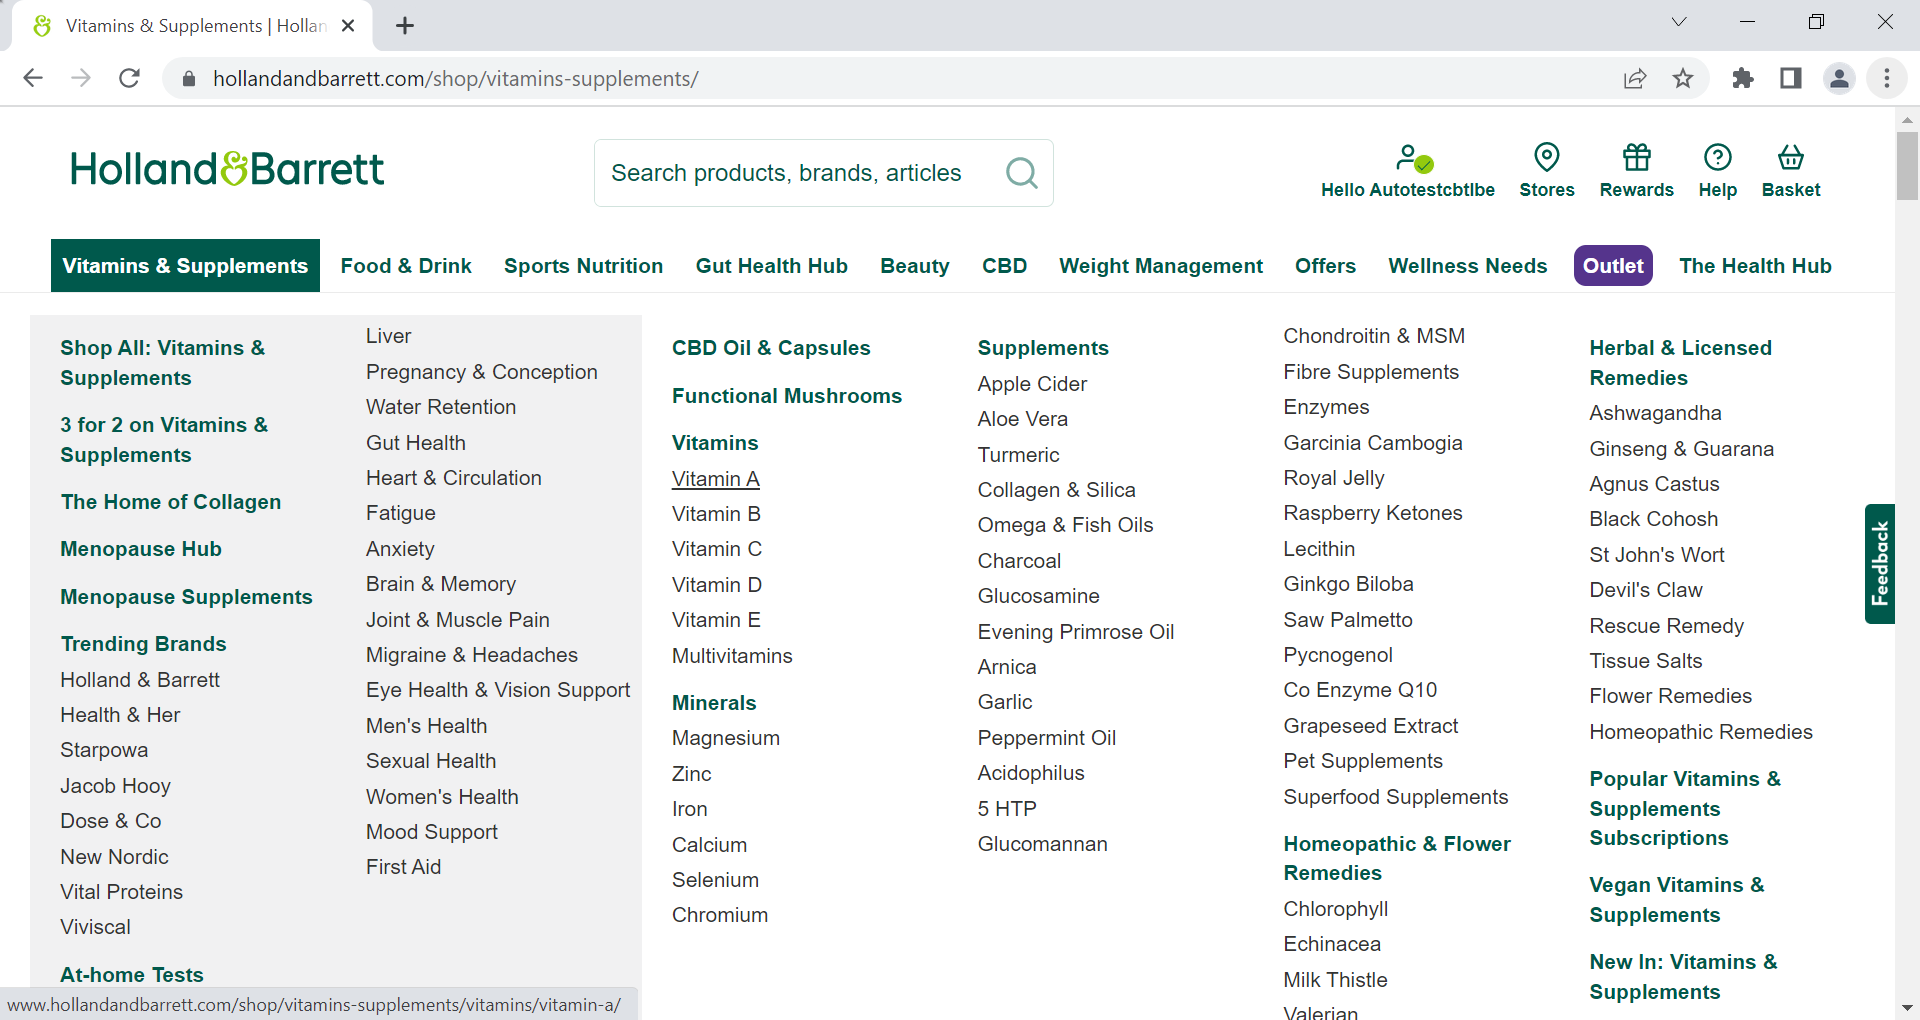 Vitamins & Supplements | Hollan
hollandandbarrett.com/shop/vitamins-supplements/
Holland&Barrett
Search products, brands, articles
Hello Autotestcbtlbe
Stores
Rewards
Help
Basket
Vitamins & Supplements
Food & Drink
Sports Nutrition
Gut Health Hub
Beauty
CBD
Weight Management
Offers
Wellness Needs
Outlet
The Health Hub
Shop All: Vitamins &
Supplements
3 for 2 on Vitamins &
Supplements
The Home of Collagen
Menopause Hub
Menopause Supplements
Trending Brands
Holland & Barrett
Health & Her
Starpowa
Jacob Hooy
Dose & Co
New Nordic
Vital Proteins
Viviscal
At-home Tests
Liver
Pregnancy & Conception
Water Retention
Gut Health
Heart & Circulation
Fatigue
Anxiety
Brain & Memory
Joint & Muscle Pain
Migraine & Headaches
Eye Health & Vision Support
Men's Health
Sexual Health
Women's Health
Mood Support
First Aid
CBD Oil & Capsules
Functional Mushrooms
Vitamins
Vitamin A
Vitamin B
Vitamin C
Vitamin D
Vitamin E
Multivitamins
Minerals
Magnesium
Zinc
Iron
Calcium
Selenium
Chromium
Supplements
Apple Cider
Aloe Vera
Turmeric
Collagen & Silica
Omega & Fish Oils
Charcoal
Glucosamine
Evening Primrose Oil
Arnica
Garlic
Peppermint Oil
Acidophilus
5 HTP
Glucomannan
Chondroitin & MSM
Fibre Supplements
Enzymes
Garcinia Cambogia
Royal Jelly
Raspberry Ketones
Lecithin
Ginkgo Biloba
Saw Palmetto
Pycnogenol
Co Enzyme Q10
Grapeseed Extract
Pet Supplements
Superfood Supplements
Homeopathic & Flower
Remedies
Chlorophyll
Echinacea
Milk Thistle
Valerian
Herbal & Licensed
Remedies
Ashwagandha
Ginseng & Guarana
Agnus Castus
Black Cohosh
St John's Wort
Devil's Claw
Rescue Remedy
Tissue Salts
Flower Remedies
Homeopathic Remedies
Popular Vitamins &
Supplements
Subscriptions
Vegan Vitamins &
Supplements
New In: Vitamins &
Supplements
Feedback
www.hollandandbarrett.com/shop/vitamins-supplements/vitamins/vitamin-a/